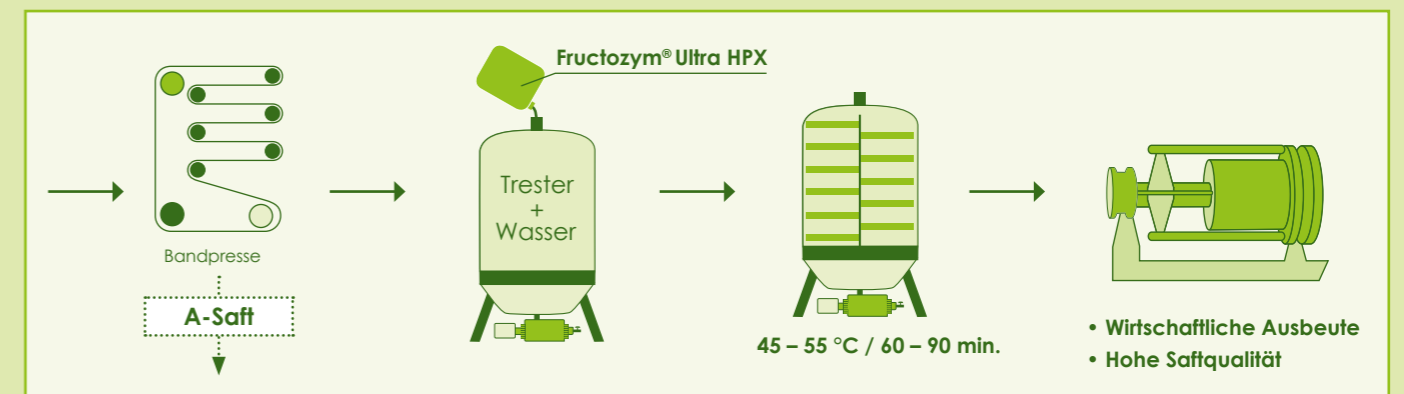 Bandpresse
A-Saft
Fructozym® Ultra HPX
Trester
+
Wasser
45 – 55 °C / 60 – 90 min.
• Wirtschaftliche Ausbeute
• Hohe Saftqualität